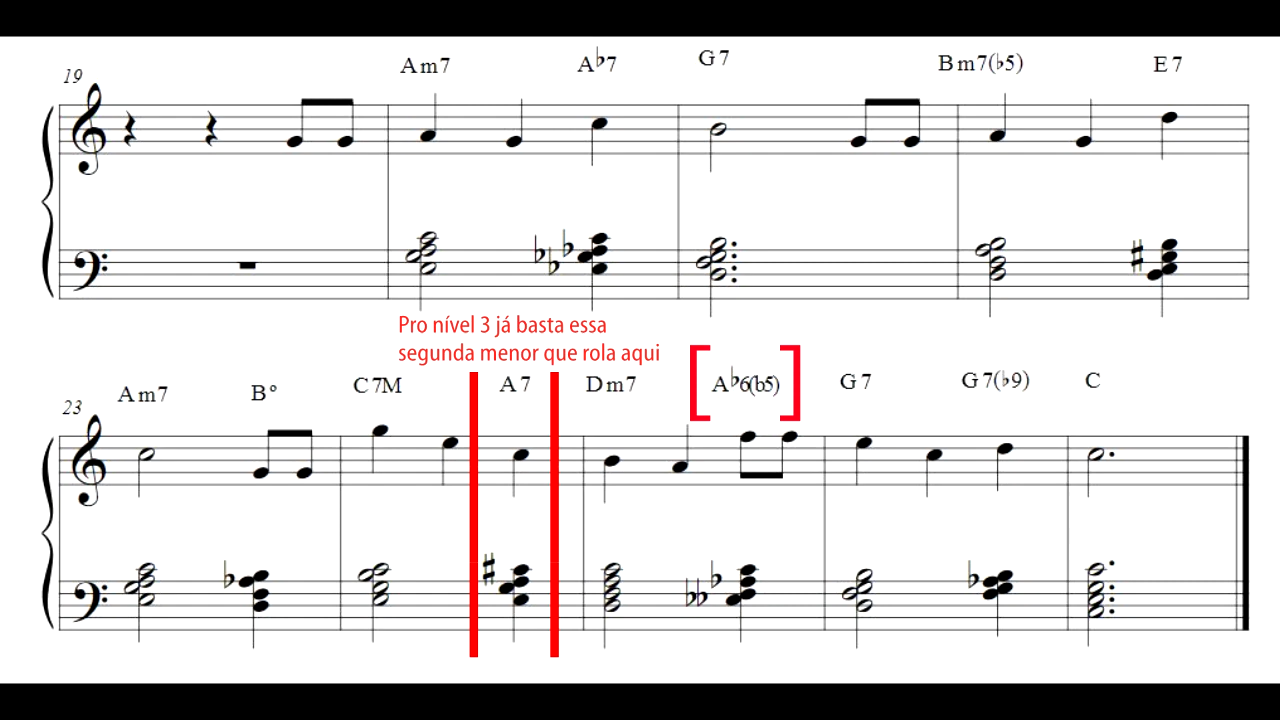 19 Am7 A♭7 G7 Bm7(♭5) E7
Pro nível 3 já basta essa
segunda menor que rola aqui
23 Am7 B° C7M A7 Dm7 [A♭6(♭5)] G7 G7(♭9) C